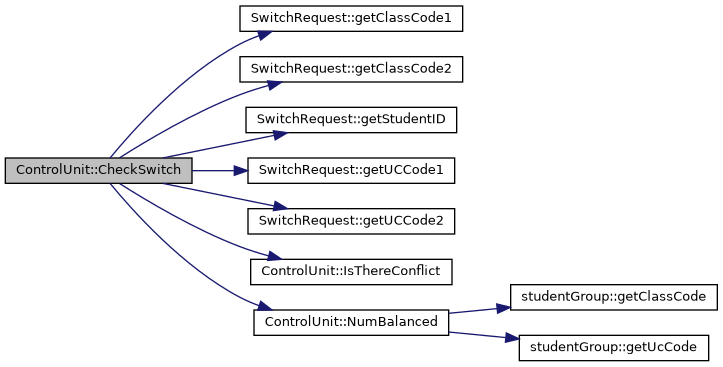 SwitchRequest::getClassCode1
SwitchRequest::getClassCode2
SwitchRequest::getStudentID
ControlUnit::CheckSwitch
SwitchRequest::getUCCode1
SwitchRequest::getUCCode2
ControlUnit::IsThereConflict
ControlUnit::NumBalanced
studentGroup::getClassCode
studentGroup::getUcCode